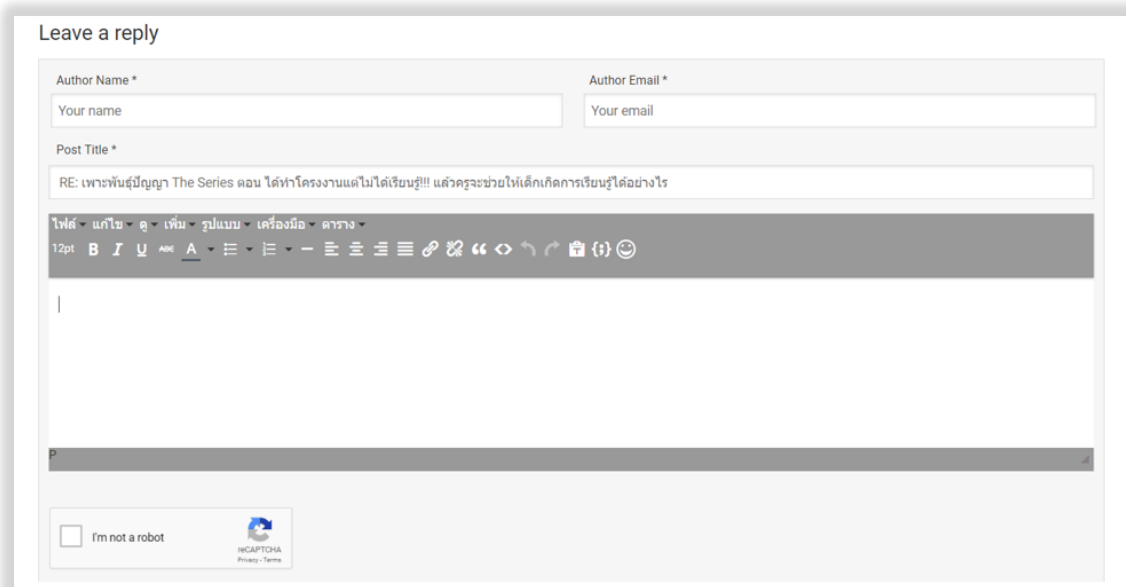 Leave a reply
Author Name * Author Email *
Your name Your email
Post Title *
RE: เพาะพันธุ์ปัญญา The Series ตอน ได้ทำโครงงานแต่ไม่ได้เรียนรู้!!! แล้วครูจะช่วยให้เด็กเกิดการเรียนรู้ได้อย่างไร
ไฟล์ แก้ไข ดู เพิ่ม รูปแบบ เครื่องมือ ตาราง
12pt B I U ABC A
P
I'm not a robot
reCAPTCHA
Privacy - Terms